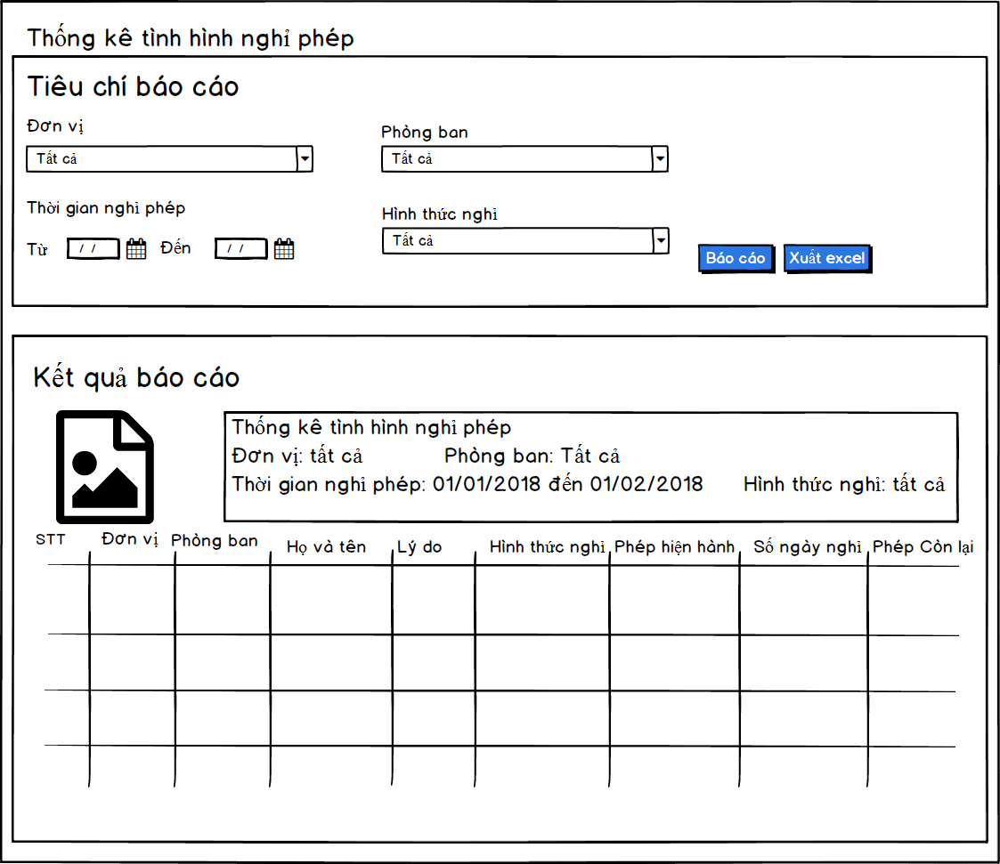 Thống kê tình hình nghỉ phép
Tiêu chí báo cáo
Đơn vị
Phòng ban
Tất cả
Tất cả
Thời gian nghỉ phép
Hình thức nghỉ
Từ / / Đến / /
Tất cả
Báo cáo Xuất excel
Kết quả báo cáo
Thống kê tình hình nghỉ phép
Đơn vị: tất cả Phòng ban: Tất cả
Thời gian nghỉ phép: 01/01/2018 đến 01/02/2018 Hình thức nghỉ: tất cả
STT Đơn vị Phòng ban Họ và tên Lý do Hình thức nghỉ Phép hiện hành Số ngày nghỉ Phép Còn lại